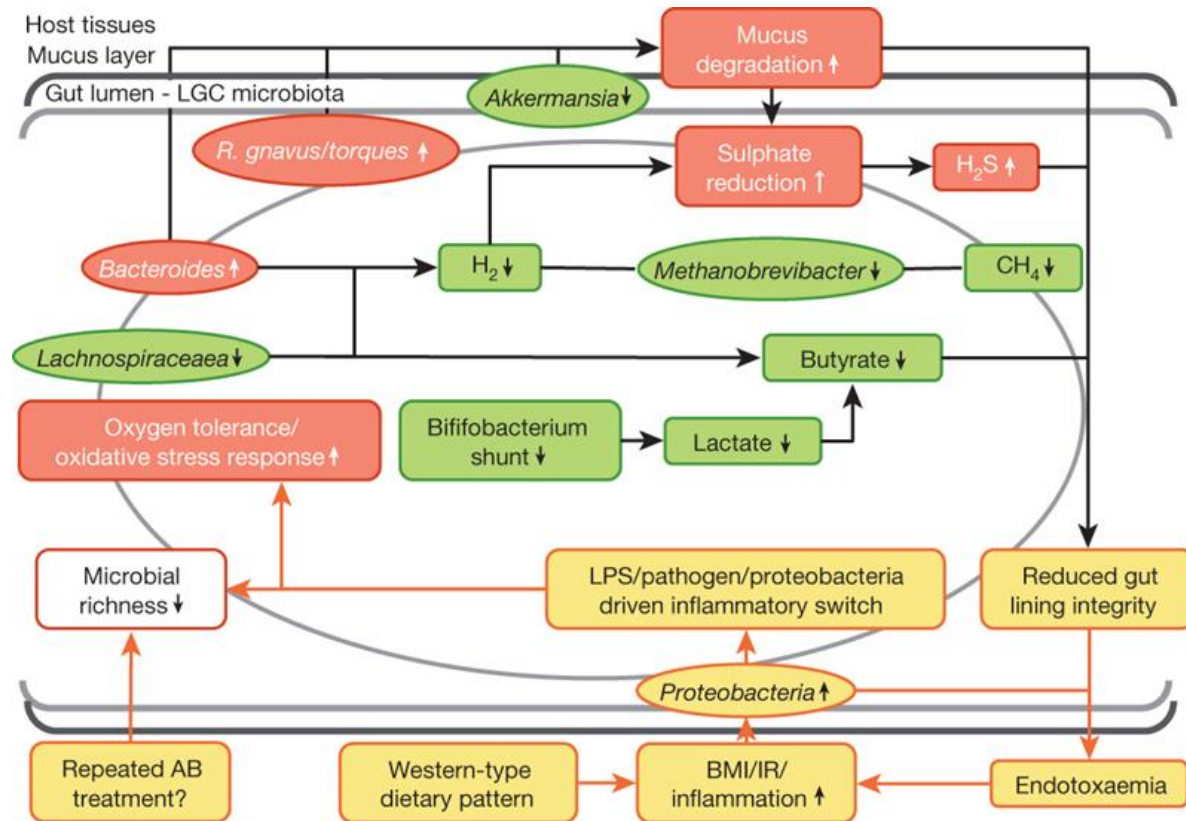 Host tissues
Mucus layer
Mucus
degradation ↑
Gut lumen - LGC microbiota
Akkermansia ↓
R. gnavus/torques ↑
Sulphate
reduction ↑
H₂S ↑
Bacteroides ↑
H₂ ↓
Methanobrevibacter ↓
CH₄ ↓
Lachnospiraceaea ↓
Butyrate ↓
Oxygen tolerance/
oxidative stress response ↑
Bififobacterium
shunt ↓
Lactate ↓
Microbial
richness ↓
LPS/pathogen/proteobacteria
driven inflammatory switch
Reduced gut
lining integrity
Proteobacteria ↑
Repeated AB
treatment?
Western-type
dietary pattern
BMI/IR/
inflammation ↑
Endotoxaemia